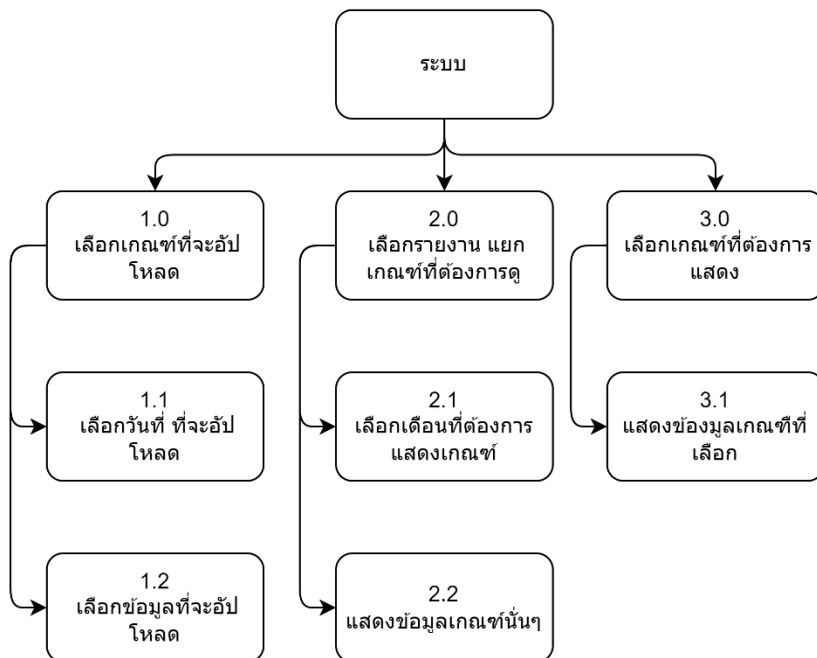 ระบบ
1.0
เลือกเกณฑ์ที่จะอัป
โหลด
2.0
เลือกรายงาน แยก
เกณฑ์ที่ต้องการดู
3.0
เลือกเกณฑ์ที่ต้องการ
แสดง
1.1
เลือกวันที่ ที่จะอัป
โหลด
2.1
เลือกเดือนที่ต้องการ
แสดงเกณฑ์
3.1
แสดงข้องมูลเกณฑืที่
เลือก
1.2
เลือกข้อมูลที่จะอัป
โหลด
2.2
แสดงข้อมูลเกณฑ์นั่นๆ